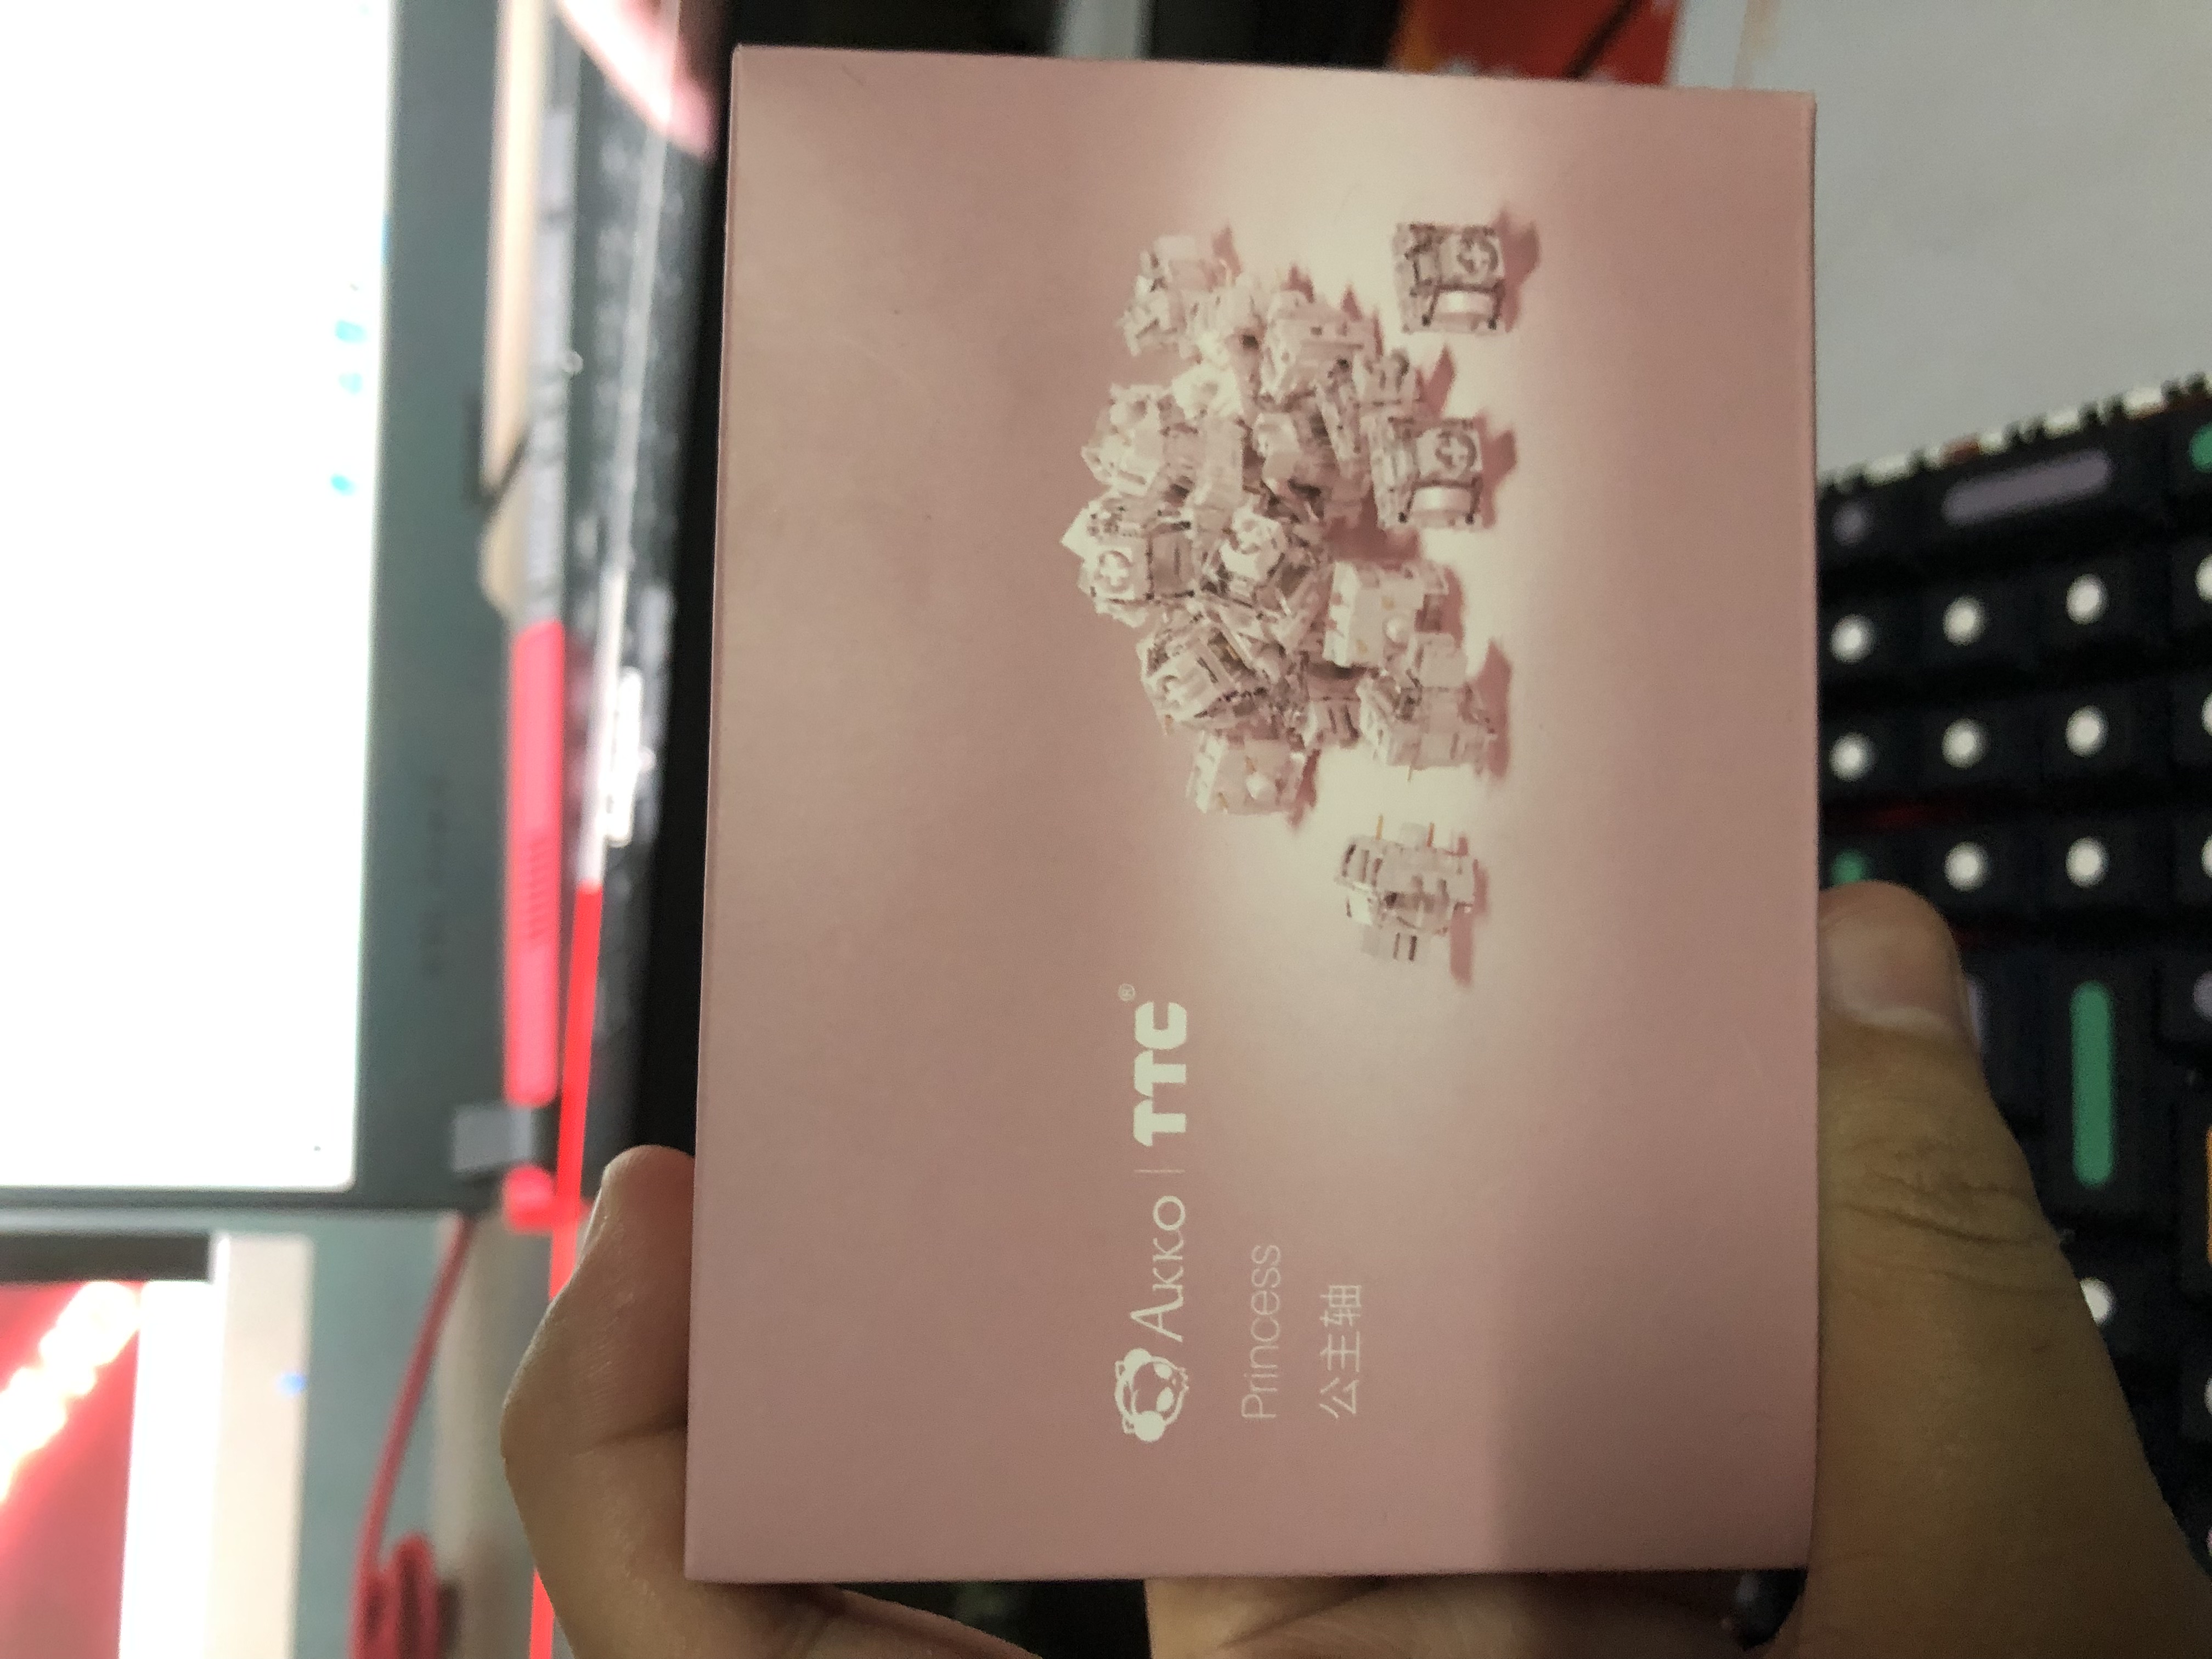 Akko | TTC®
Princess
公主轴